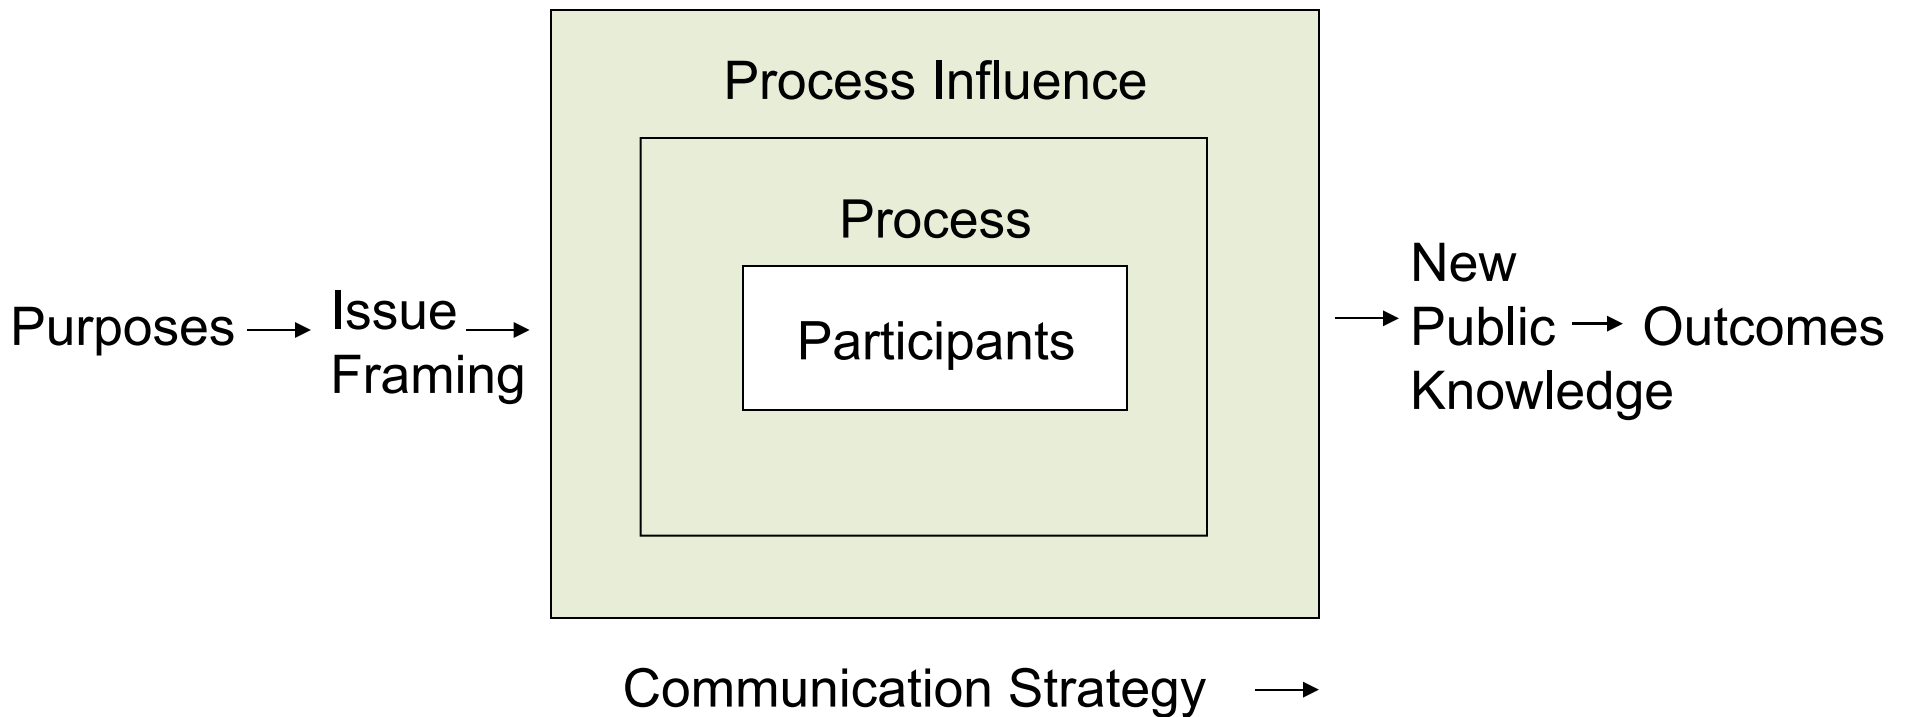 Process Influence
Process
Participants
Purposes
Issue
Framing
New
Public
Knowledge
Outcomes
Communication Strategy